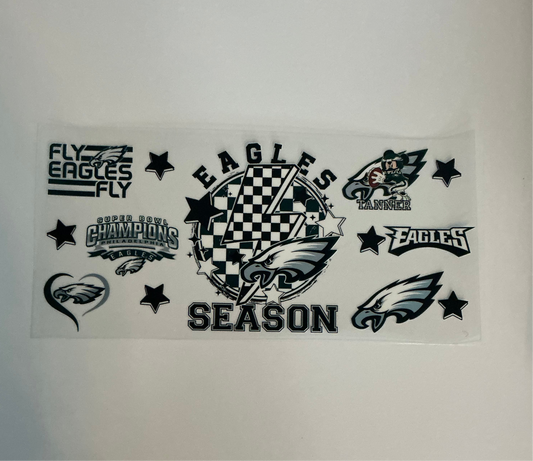 FLY
EAGLES
FLY
SUPER BOWL
CHAMPIONS
PHILADELPHIA
EAGLES
EAGLES
SEASON
TANNER
EAGLES